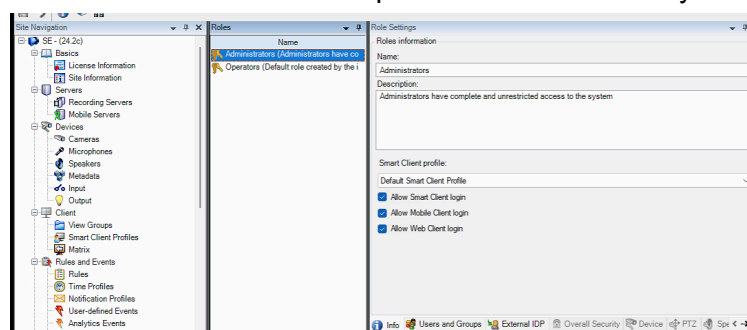 Site Navigation
SE - (24.2c)
Basics
License Information
Site Information
Servers
Recording Servers
Mobile Servers
Devices
Cameras
Microphones
Speakers
Metadata
Input
Output
Client
View Groups
Smart Client Profiles
Matrix
Rules and Events
Rules
Time Profiles
Notification Profiles
User-defined Events
Analytics Events
Roles
Name
Administrators (Administrators have co
Operators (Default role created by the i
Role Settings
Roles information
Name:
Administrators
Description:
Administrators have complete and unrestricted access to the system
Smart Client profile:
Default Smart Client Profile
Allow Smart Client login
Allow Mobile Client login
Allow Web Client login
Info Users and Groups External IDP Overall Security Device PTZ Spe